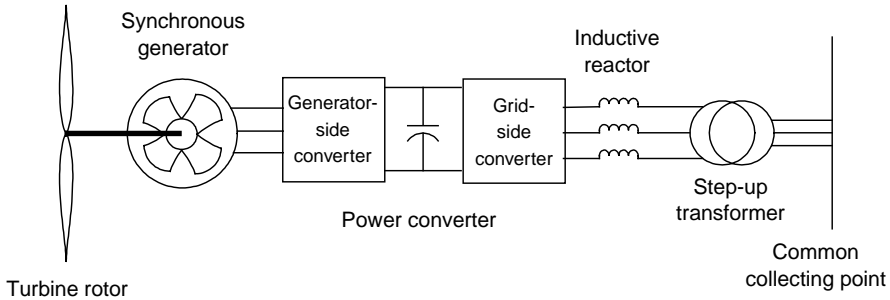 Synchronous
generator
Inductive
reactor
Generator-
side
converter
Grid-
side
converter
Power converter
Step-up
transformer
Common
collecting point
Turbine rotor